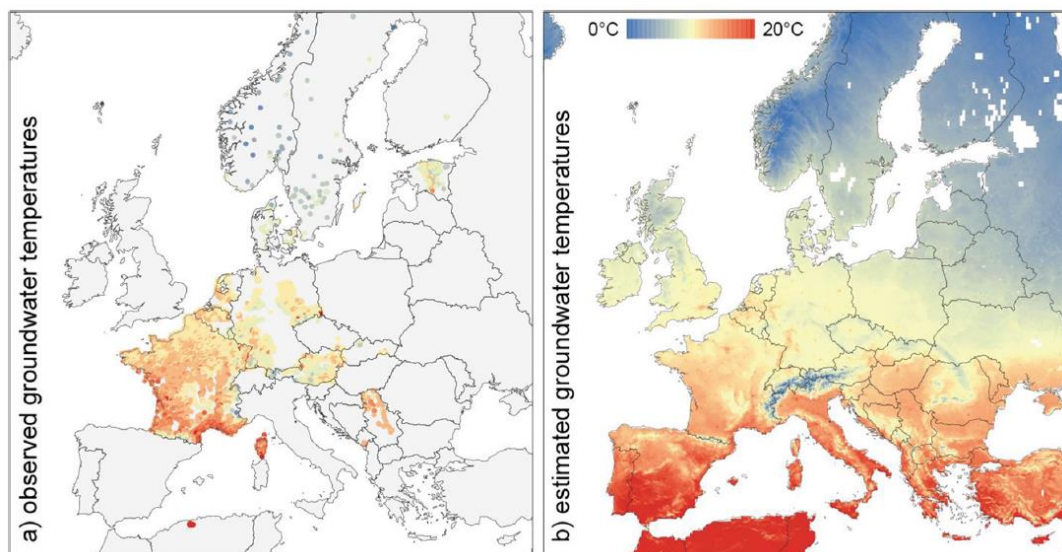 a) observed groundwater temperatures
b) estimated groundwater temperatures
0°C
20°C